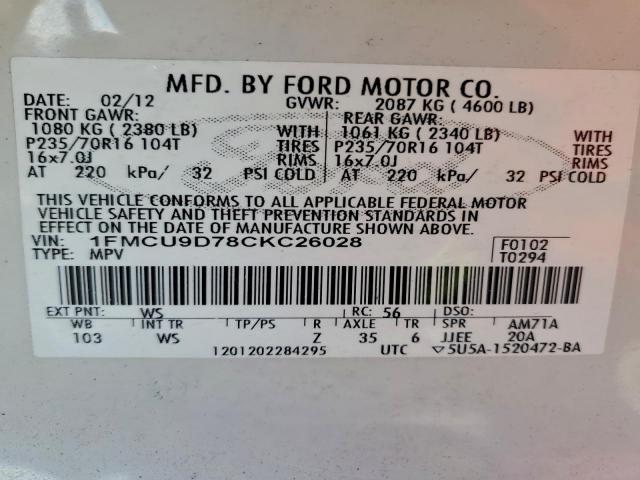 MFD. BY FORD MOTOR CO.
DATE: 02/12 GVWR: 2087 KG ( 4600 LB)
FRONT GAWR: REAR GAWR:
1080 KG ( 2380 LB) WITH 1061 KG ( 2340 LB) WITH
P235/70R16 104T TIRES P235/70R16 104T TIRES
16x7.0J RIMS 16x7.0J RIMS
AT 220 kPa/ 32 PSI COLD AT 220 kPa/ 32 PSI COLD
THIS VEHICLE CONFORMS TO ALL APPLICABLE FEDERAL MOTOR
VEHICLE SAFETY AND THEFT PREVENTION STANDARDS IN
EFFECT ON THE DATE OF MANUFACTURE SHOWN ABOVE.
VIN: 1FMCU9D78CKC26028 F0102
TYPE: MPV T0294
EXT PNT: WS RC: 56 DSO:
WB INT TR TP/PS R AXLE TR SPR AM71A
103 WS Z 35 6 JJEE 20A
1201202284295 UTC ▽5U5A-1520472-BA